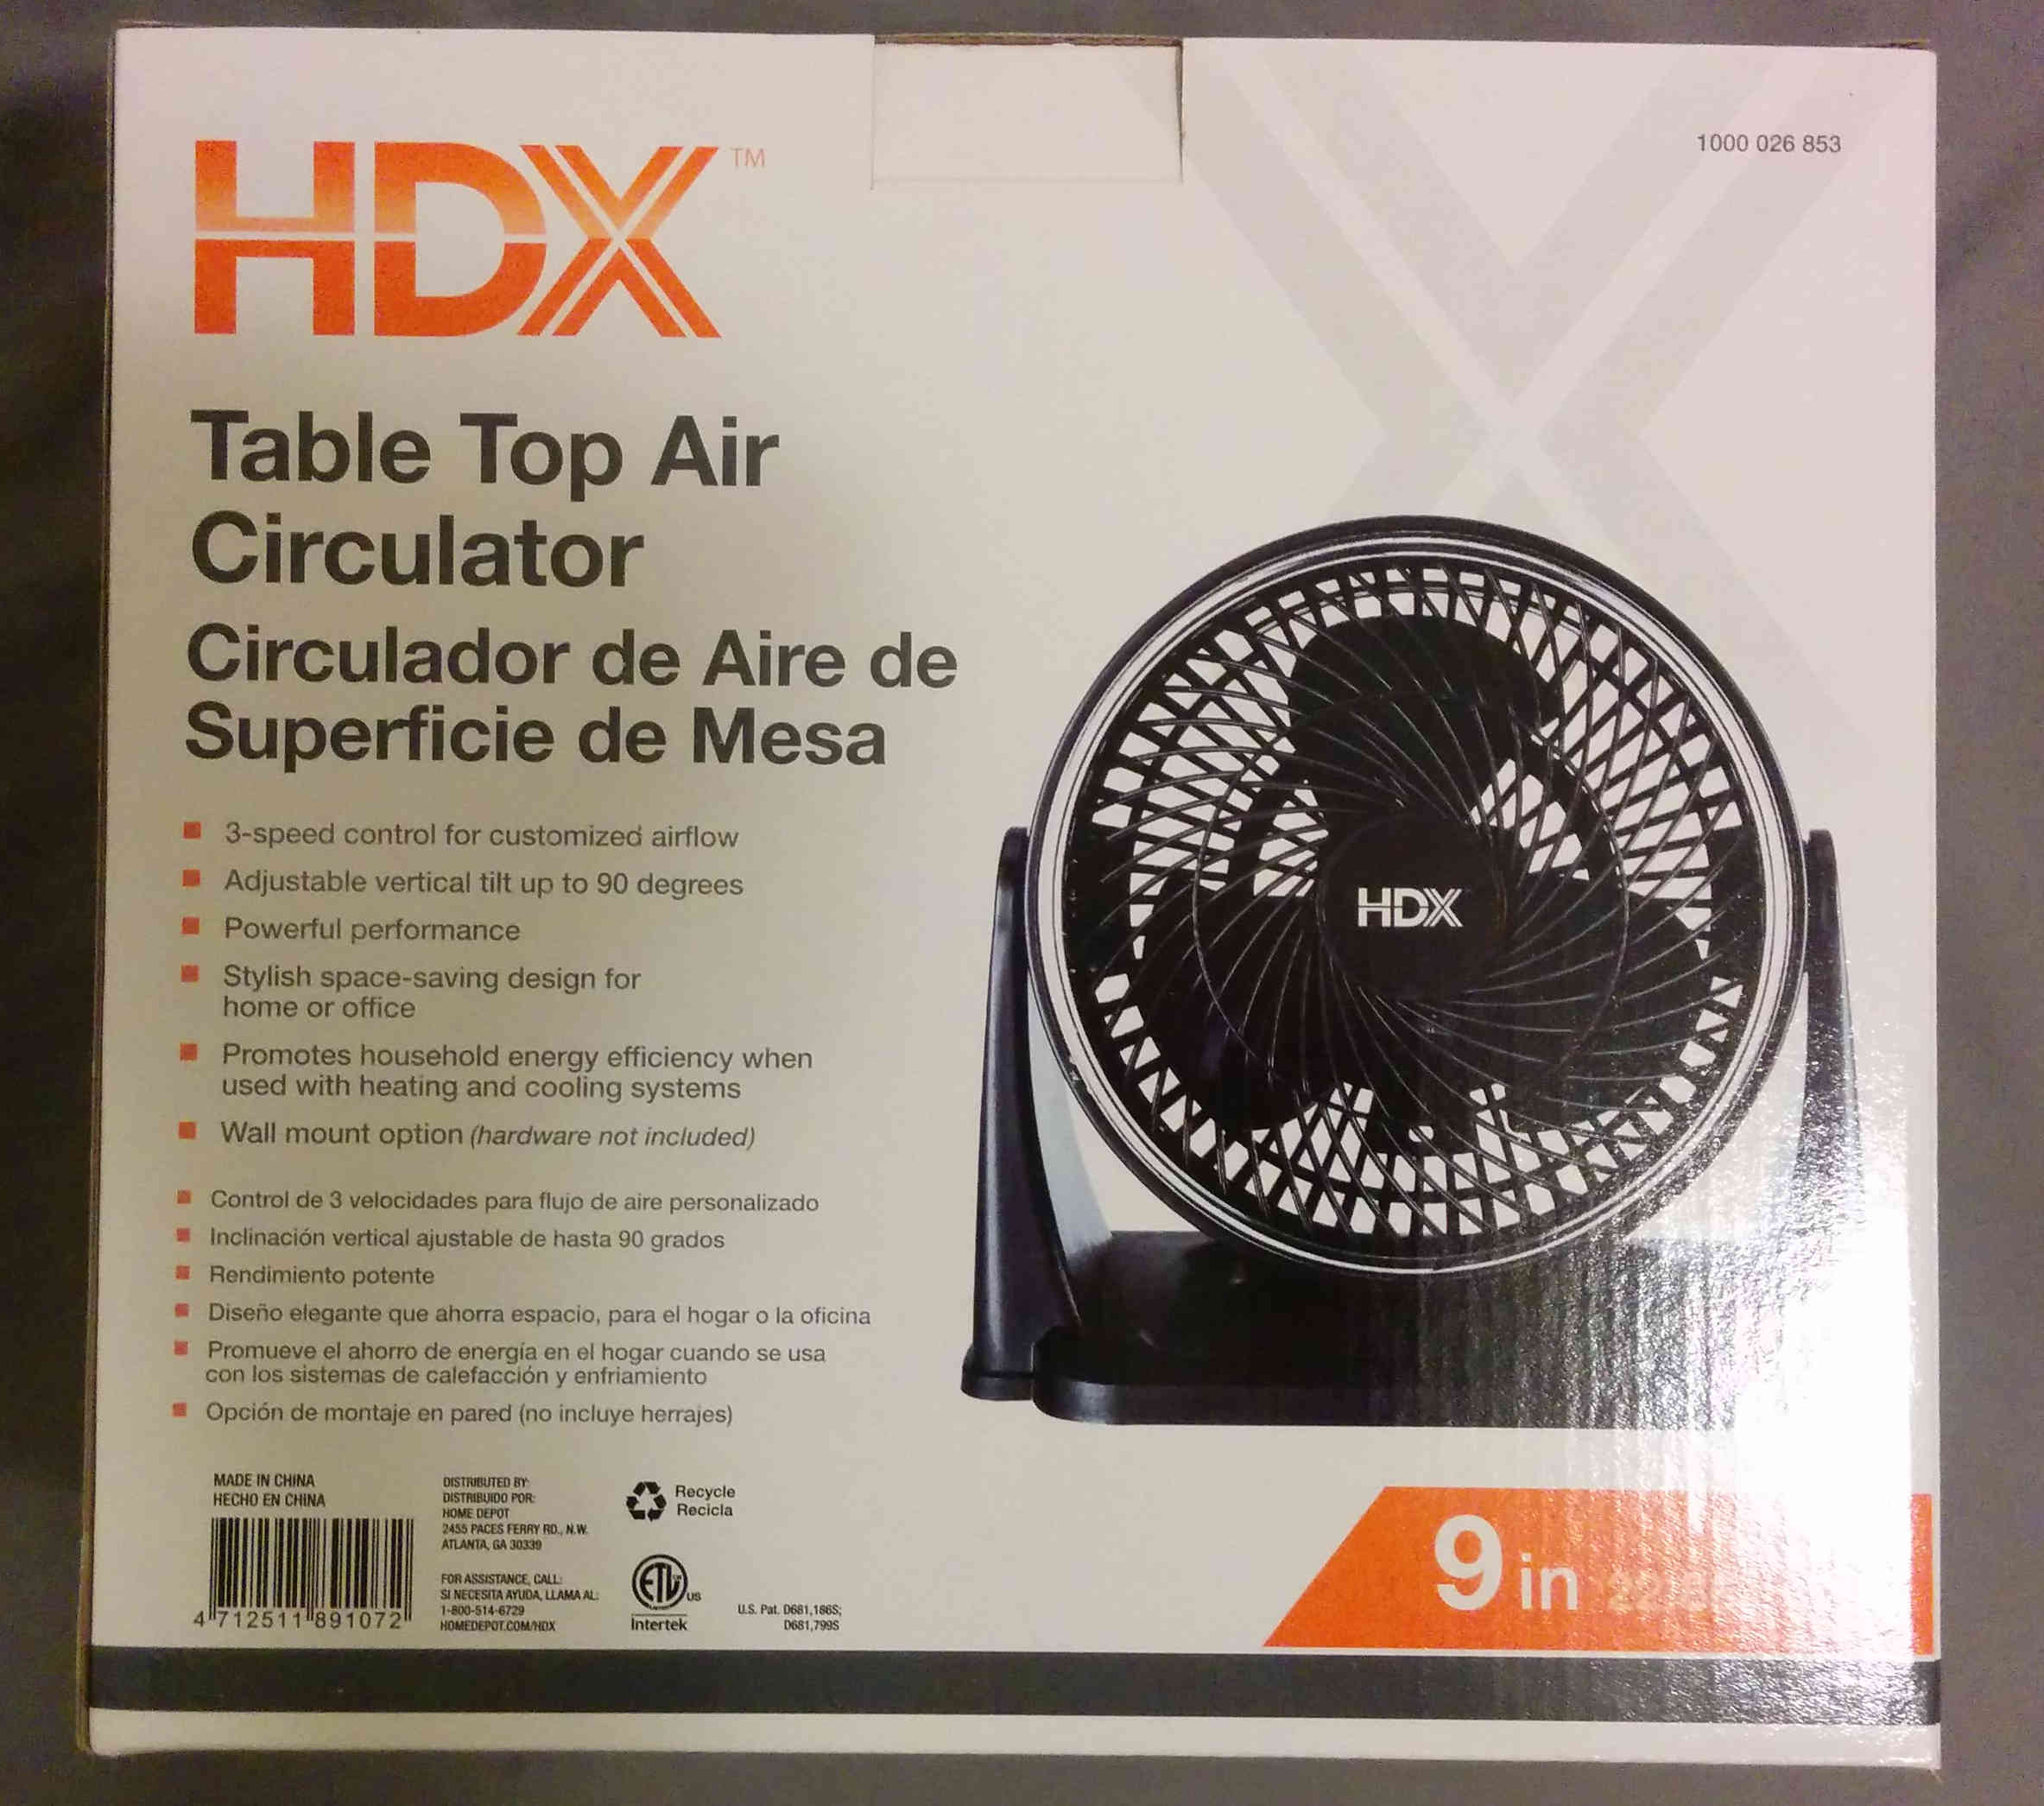 HDX™
1000 026 853
Table Top Air
Circulator
Circulador de Aire de
Superficie de Mesa
3-speed control for customized airflow
Adjustable vertical tilt up to 90 degrees
Powerful performance
Stylish space-saving design for
home or office
Promotes household energy efficiency when
used with heating and cooling systems
Wall mount option (hardware not included)
Control de 3 velocidades para flujo de aire personalizado
Inclinación vertical ajustable de hasta 90 grados
Rendimiento potente
Diseño elegante que ahorra espacio, para el hogar o la oficina
Promueve el ahorro de energía en el hogar cuando se usa
con los sistemas de calefacción y enfriamiento
Opción de montaje en pared (no incluye herrajes)
HDX
MADE IN CHINA
HECHO EN CHINA
4 712511 891072
DISTRIBUTED BY:
DISTRIBUIDO POR:
HOME DEPOT
2455 PACES FERRY RD., N.W.
ATLANTA, GA 30339
FOR ASSISTANCE, CALL:
SI NECESITA AYUDA, LLAMA AL:
1-800-514-6729
HOMEDEPOT.COM/HDX
Recycle
Recicla
ETL US
Intertek
U.S. Pat. D681,186S;
D681,799S
9 in